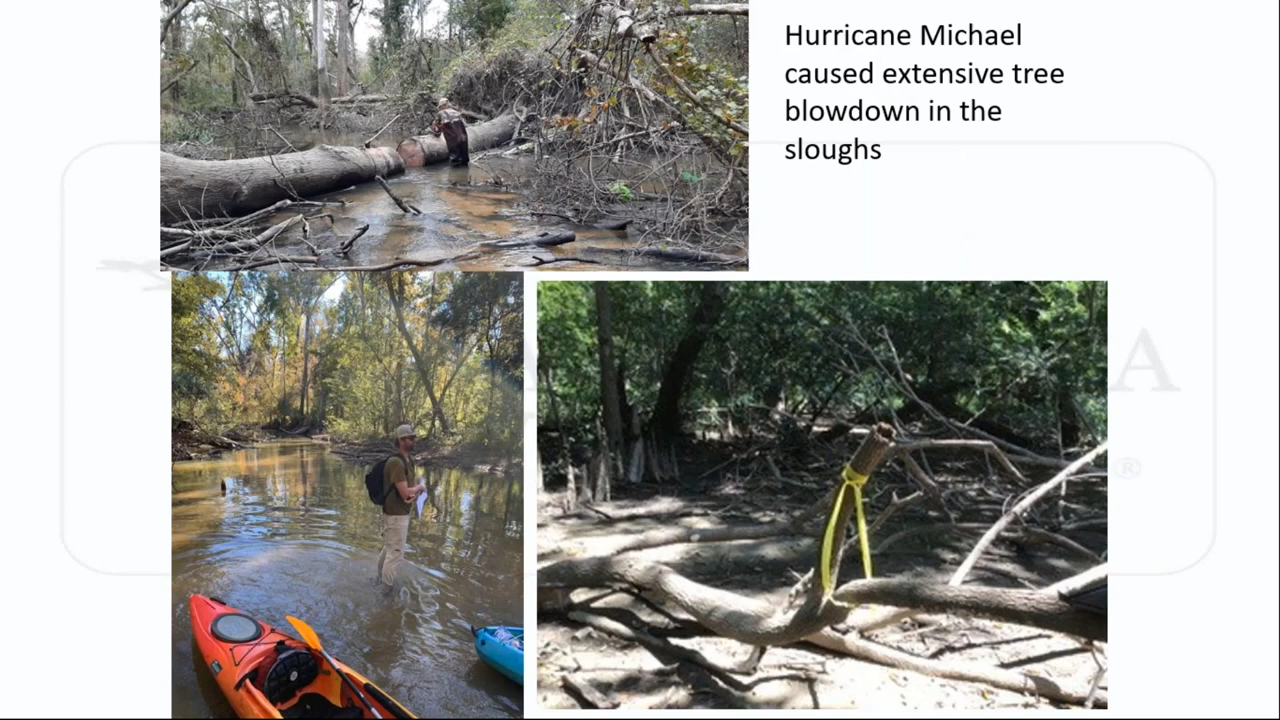 Hurricane Michael
caused extensive tree
blowdown in the
sloughs
A
®